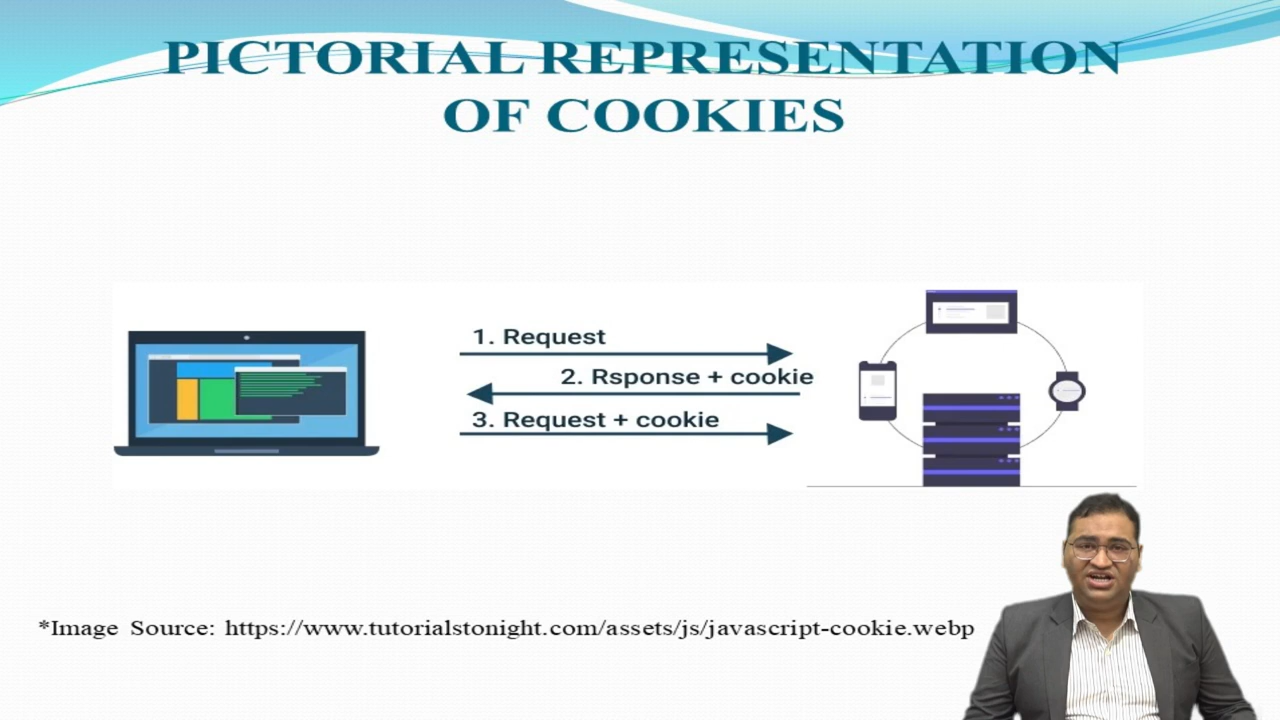 PICTORIAL REPRESENTATION
OF COOKIES
1. Request
2. Rsponse + cookie
3. Request + cookie
*Image Source: https://www.tutorialstonight.com/assets/js/javascript-cookie.webp